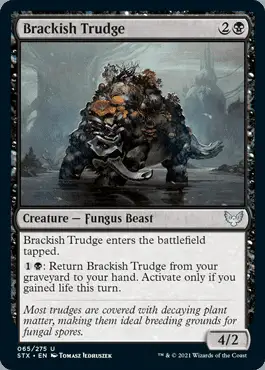 Brackish Trudge 2
Creature — Fungus Beast
Brackish Trudge enters the battlefield
tapped.
1 : Return Brackish Trudge from your
graveyard to your hand. Activate only if you
gained life this turn.
Most trudges are covered with decaying plant
matter, making them ideal breeding grounds for
fungal spores.
4/2
065/275 U
STX • EN Tomasz Jedruszek ™ & © 2021 Wizards of the Coast